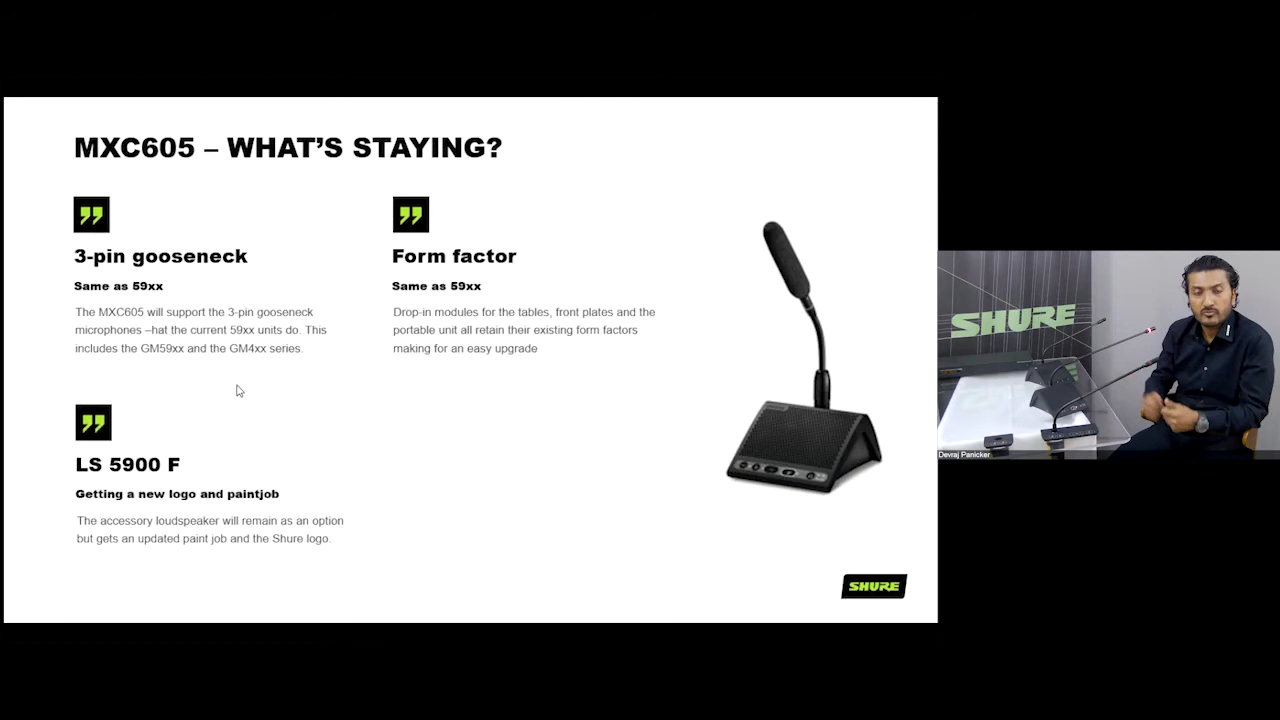 MXC605 – WHAT'S STAYING?
3-pin gooseneck
Same as 59xx
The MXC605 will support the 3-pin gooseneck
microphones –hat the current 59xx units do. This
includes the GM59xx and the GM4xx series.
Form factor
Same as 59xx
Drop-in modules for the tables, front plates and the
portable unit all retain their existing form factors
making for an easy upgrade
LS 5900 F
Getting a new logo and paintjob
The accessory loudspeaker will remain as an option
but gets an updated paint job and the Shure logo.
SHURE
SHURE
Devraj Panicker